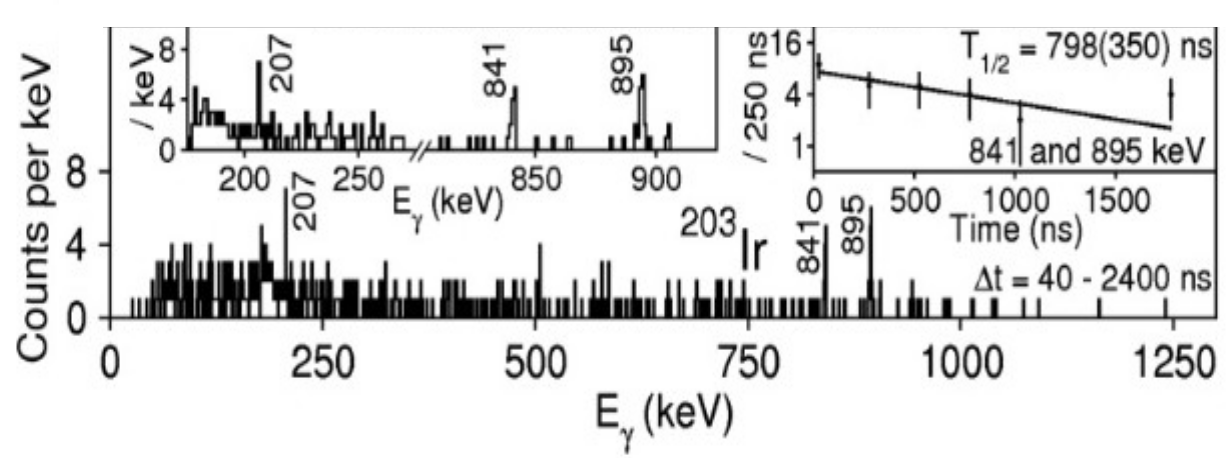 Counts per keV
8
4
0
0 250 500 750 1000 1250
Eγ (keV)
207
203Ir
841
895
Δt = 40 - 2400 ns
/ keV
8
4
0
207
841
895
200 250 850 900
Eγ (keV)
/ 250 ns
16
4
1
T1/2 = 798(350) ns
841 and 895 keV
0 500 1000 1500
Time (ns)